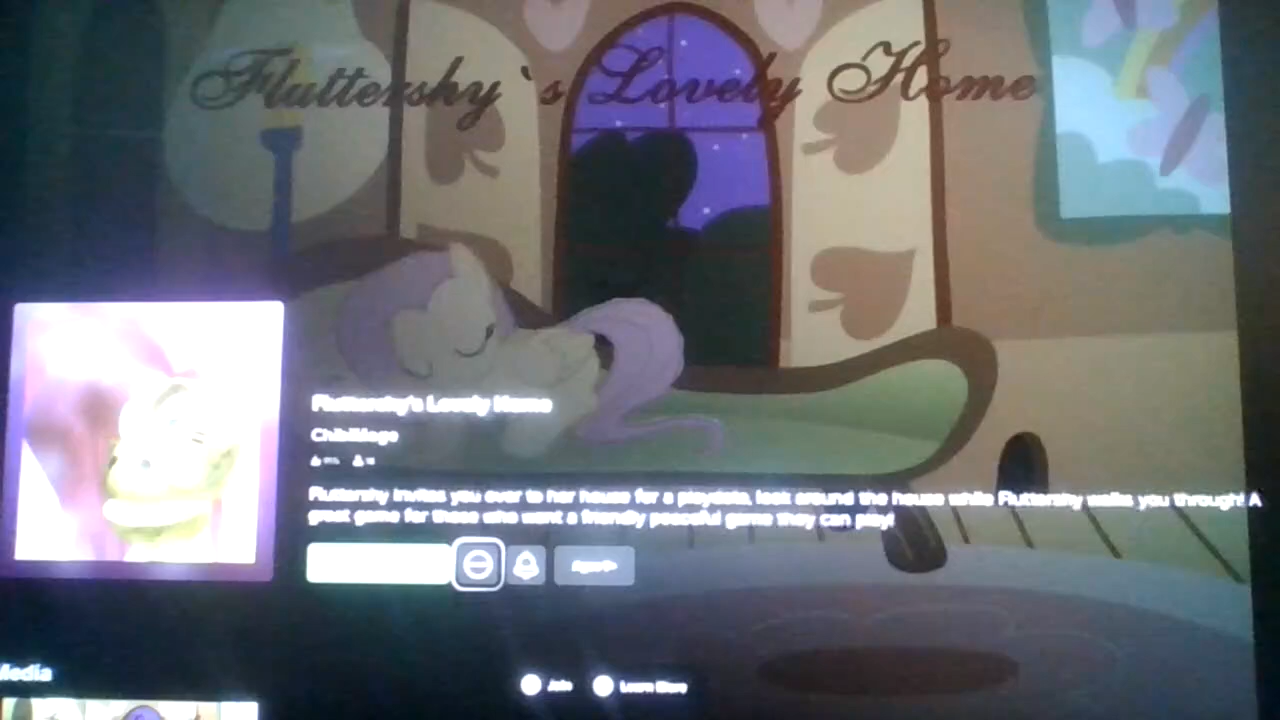 Fluttershy`s Lovely Home
Fluttershy's Lovely Home
Fluttershy invites you over to her house for a playdate, look around the house while Fluttershy walks you through! A
great game for those who want a friendly peaceful game they can play!
Media
Join
Learn More